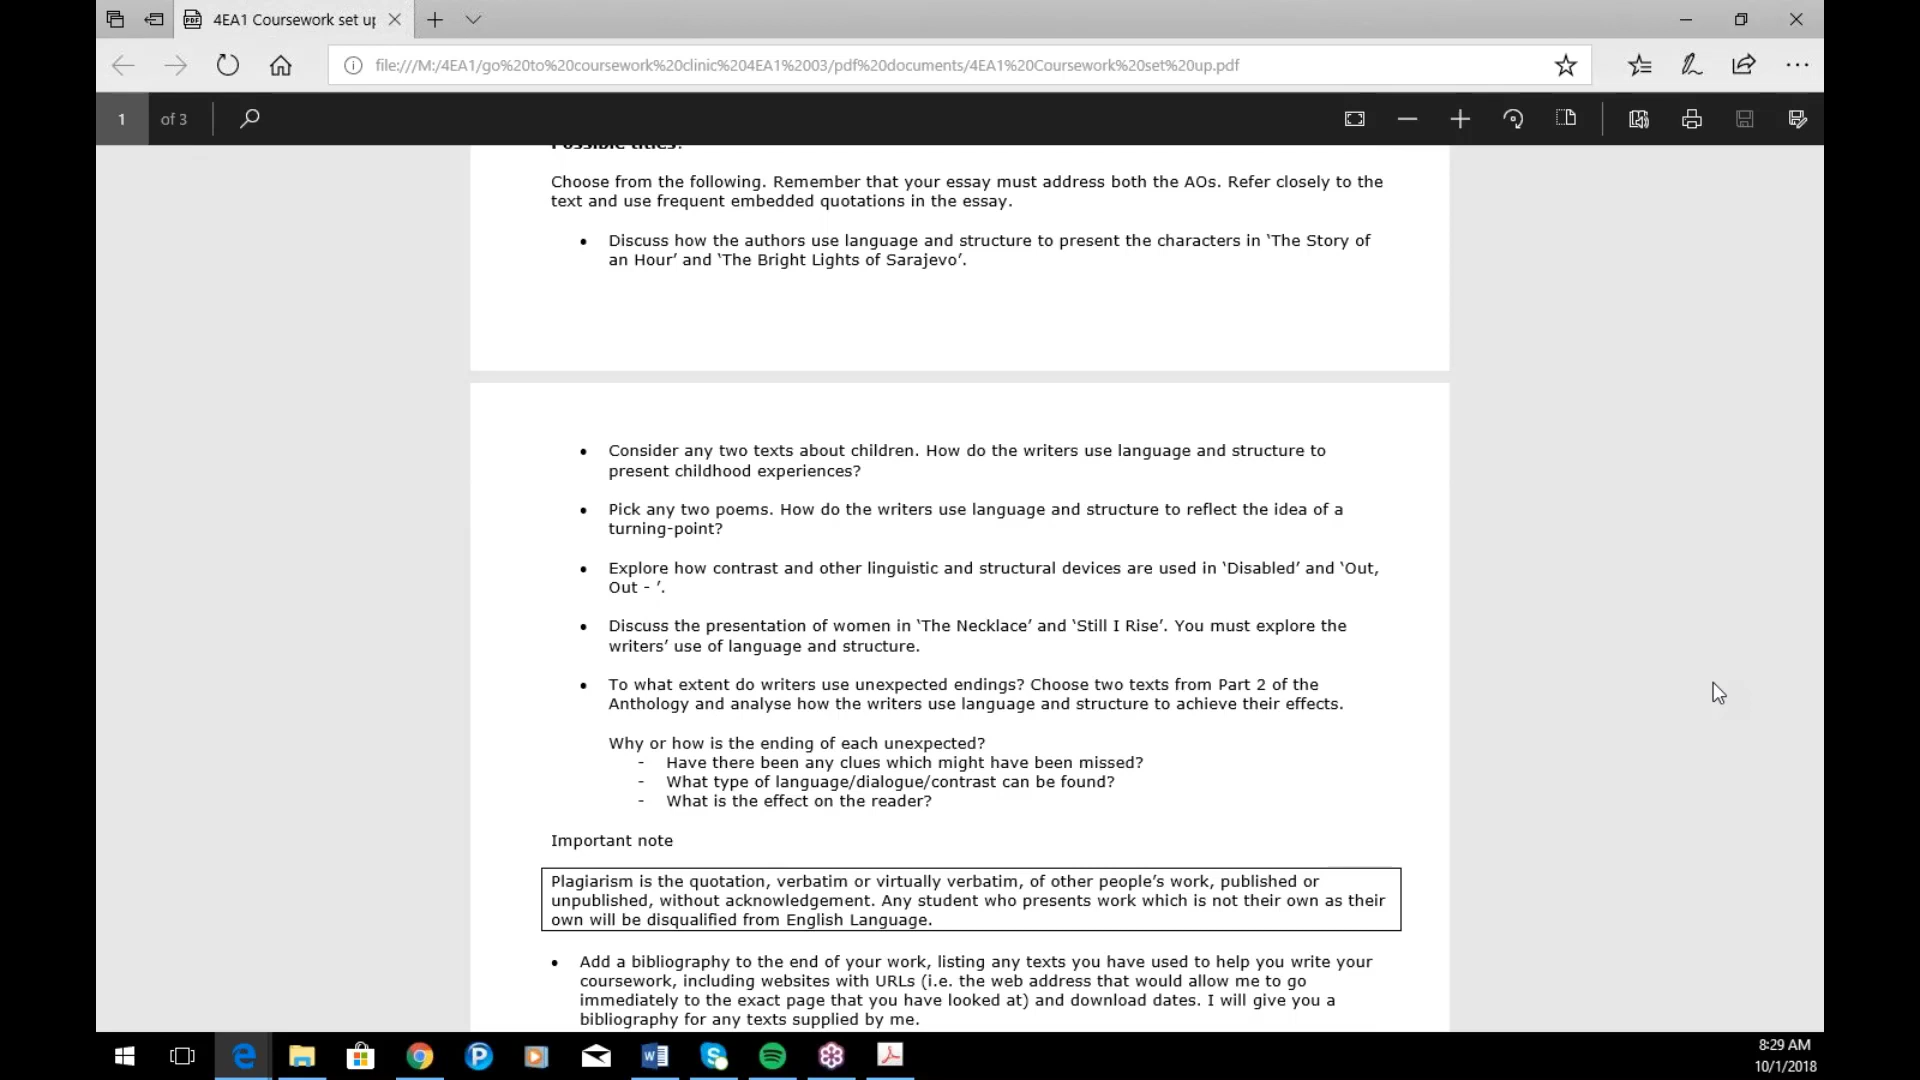 4EA1 Coursework set up
file:///M:/4EA1/go%20to%20coursework%20clinic%204EA1%2003/pdf%20documents/4EA1%20Coursework%20set%20up.pdf
1 of 3
Possible titles:
Choose from the following. Remember that your essay must address both the AOs. Refer closely to the
text and use frequent embedded quotations in the essay.
• Discuss how the authors use language and structure to present the characters in ‘The Story of
an Hour’ and ‘The Bright Lights of Sarajevo’.
• Consider any two texts about children. How do the writers use language and structure to
present childhood experiences?
• Pick any two poems. How do the writers use language and structure to reflect the idea of a
turning-point?
• Explore how contrast and other linguistic and structural devices are used in ‘Disabled’ and ‘Out,
Out - ’.
• Discuss the presentation of women in ‘The Necklace’ and ‘Still I Rise’. You must explore the
writers’ use of language and structure.
• To what extent do writers use unexpected endings? Choose two texts from Part 2 of the
Anthology and analyse how the writers use language and structure to achieve their effects.
Why or how is the ending of each unexpected?
- Have there been any clues which might have been missed?
- What type of language/dialogue/contrast can be found?
- What is the effect on the reader?
Important note
Plagiarism is the quotation, verbatim or virtually verbatim, of other people’s work, published or
unpublished, without acknowledgement. Any student who presents work which is not their own as their
own will be disqualified from English Language.
• Add a bibliography to the end of your work, listing any texts you have used to help you write your
coursework, including websites with URLs (i.e. the web address that would allow me to go
immediately to the exact page that you have looked at) and download dates. I will give you a
bibliography for any texts supplied by me.
8:29 AM
10/1/2018